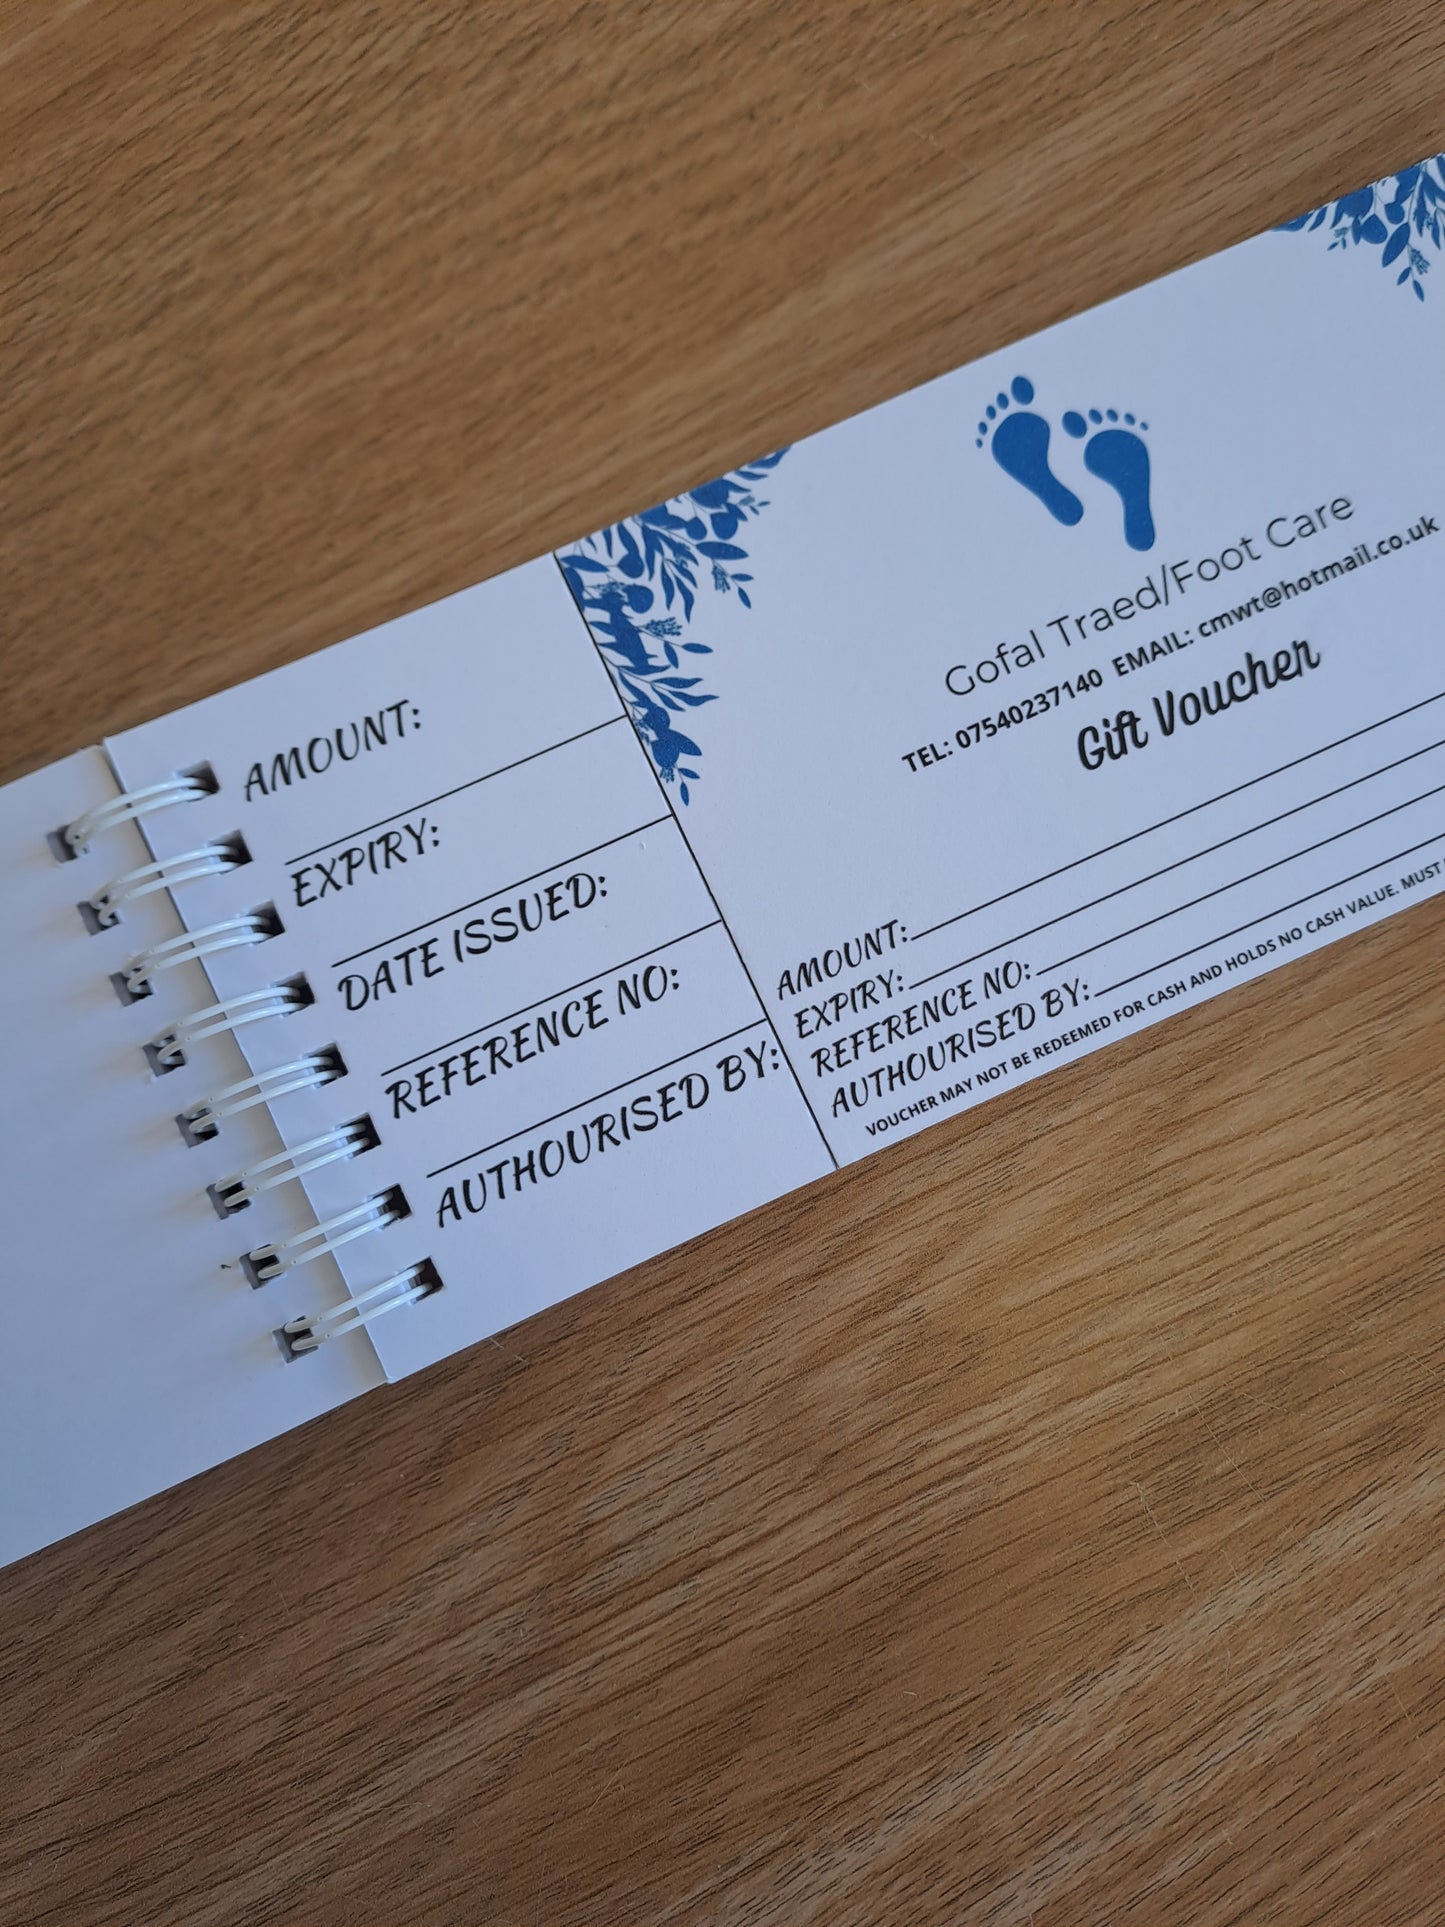 AMOUNT:
EXPIRY:
DATE ISSUED:
REFERENCE NO:
AUTHOURISED BY:
Gofal Traed/Foot Care
TEL: 07540237140 EMAIL: cmwt@hotmail.co.uk
Gift Voucher
AMOUNT:
EXPIRY:
REFERENCE NO:
AUTHOURISED BY:
VOUCHER MAY NOT BE REDEEMED FOR CASH AND HOLDS NO CASH VALUE. MUST